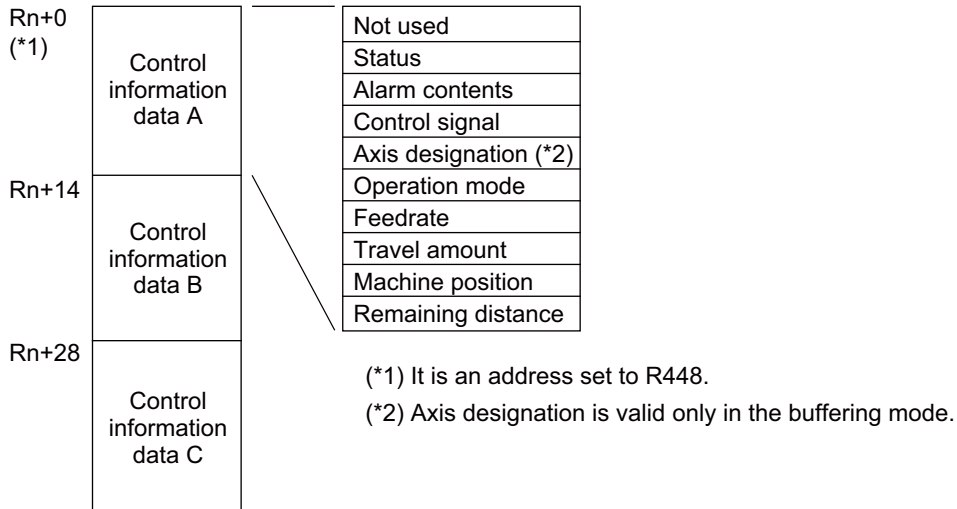 Rn+0
(*1)
Control
information
data A
Rn+14
Control
information
data B
Rn+28
Control
information
data C
Not used
Status
Alarm contents
Control signal
Axis designation (*2)
Operation mode
Feedrate
Travel amount
Machine position
Remaining distance
(*1) It is an address set to R448.
(*2) Axis designation is valid only in the buffering mode.